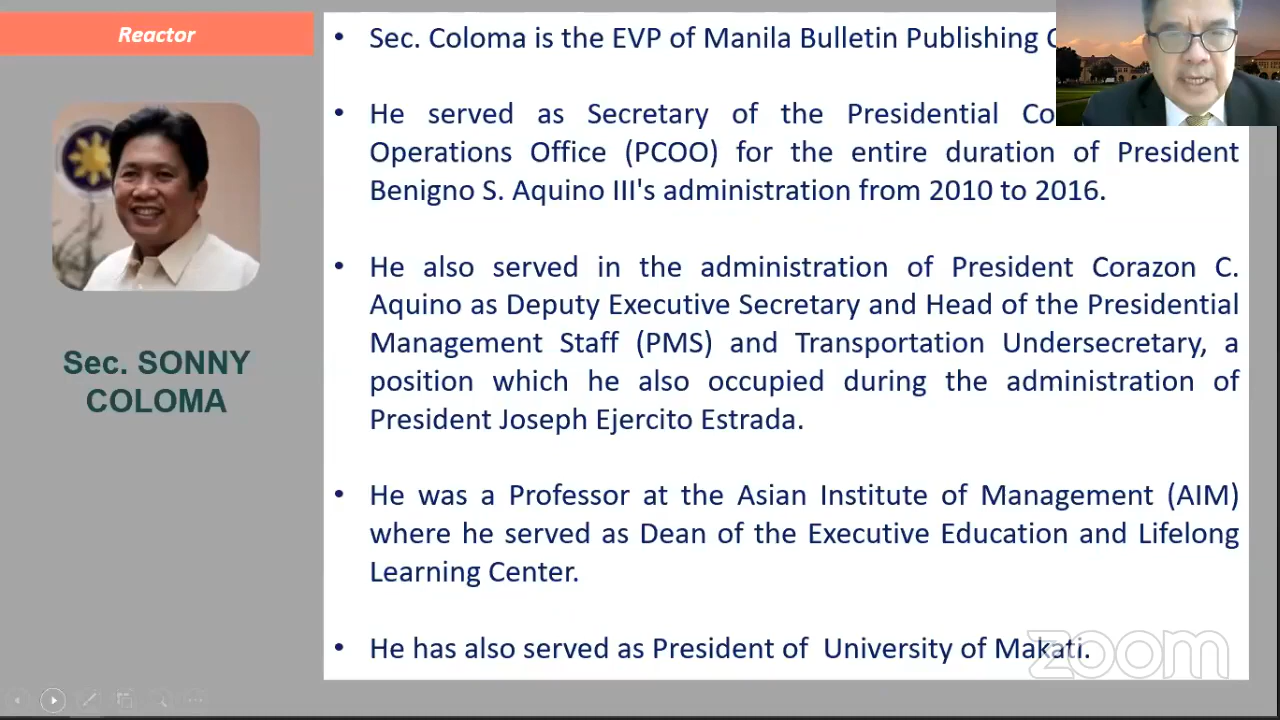 Reactor
Sec. SONNY
COLOMA
• Sec. Coloma is the EVP of Manila Bulletin Publishing
• He served as Secretary of the Presidential
Operations Office (PCOO) for the entire duration of President
Benigno S. Aquino III's administration from 2010 to 2016.
• He also served in the administration of President Corazon C.
Aquino as Deputy Executive Secretary and Head of the Presidential
Management Staff (PMS) and Transportation Undersecretary, a
position which he also occupied during the administration of
President Joseph Ejercito Estrada.
• He was a Professor at the Asian Institute of Management (AIM)
where he served as Dean of the Executive Education and Lifelong
Learning Center.
• He has also served as President of University of Makati.
zoom